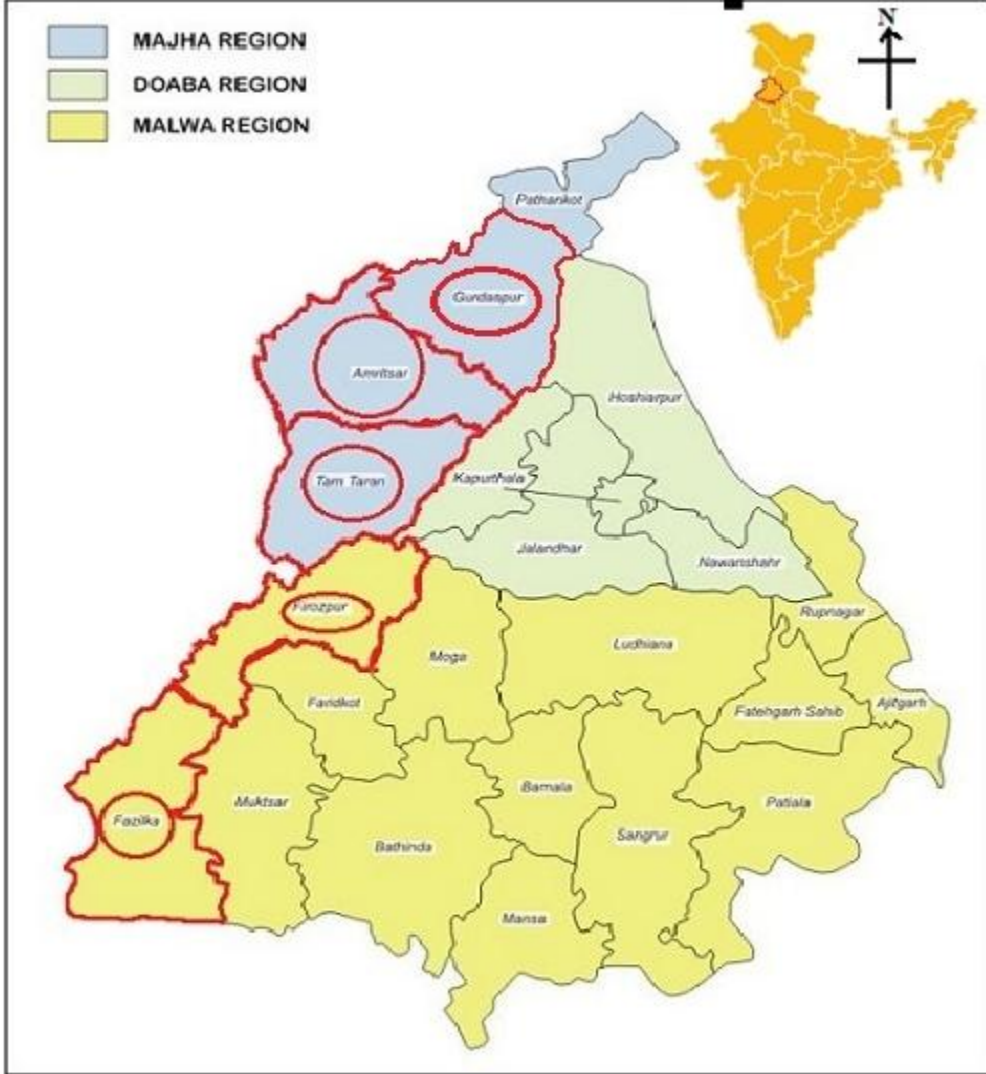 MAJHA REGION
DOABA REGION
MALWA REGION
N
Pathankot
Gurdaspur
Amritsar
Hoshiarpur
Tarn Taran
Kapurthala
Jalandhar
Nawanshahr
Firozpur
Rupnagar
Ludhiana
Moga
Faridkot
Fatehgarh Sahib
Ajitgarh
Barnala
Muktsar
Patiala
Fazilka
Sangrur
Bathinda
Mansa